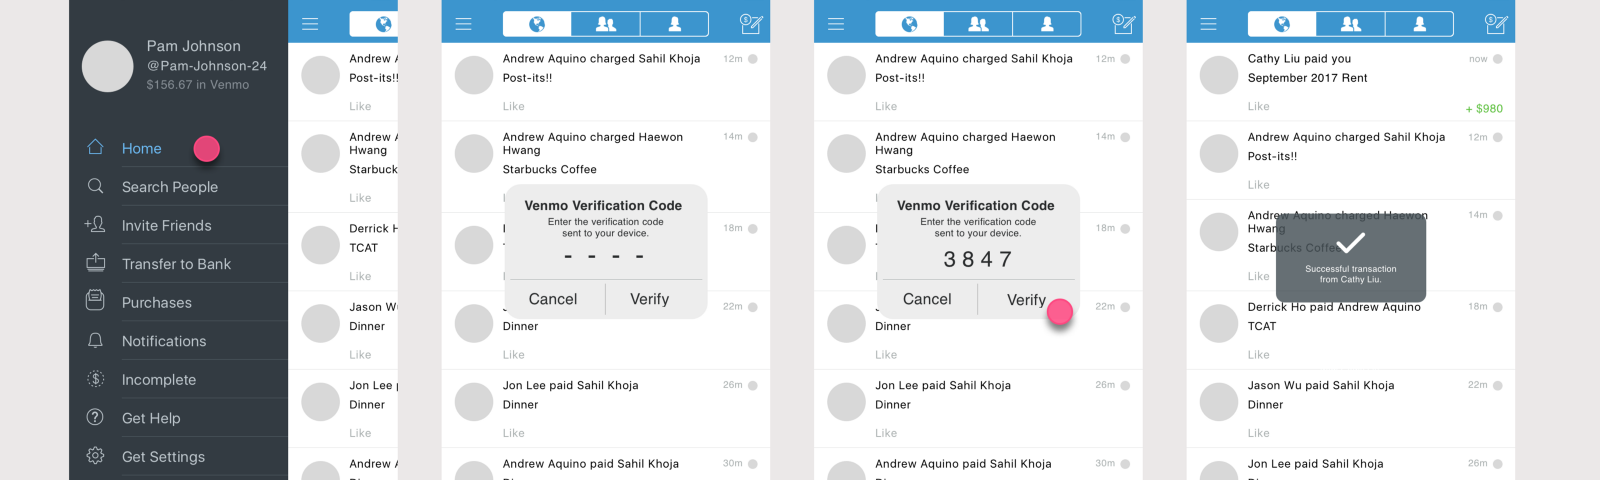 Pam Johnson
@Pam-Johnson-24
$156.67 in Venmo
Home
Search People
Invite Friends
Transfer to Bank
Purchases
Notifications
Incomplete
Get Help
Get Settings
Andrew A
Post-its!!
Like
Andrew A
Hwang
Starbuck
Like
Derrick H
TCAT
Like
Jason Wu
Dinner
Like
Jon Lee p
Dinner
Like
Andrew A
Andrew Aquino charged Sahil Khoja 12m
Post-its!!
Like
Andrew Aquino charged Haewon 14m
Hwang
Starbucks Coffee
18m
Venmo Verification Code
Enter the verification code
sent to your device.
- - - -
Cancel Verify
22m
Dinner
Like
Jon Lee paid Sahil Khoja 26m
Dinner
Like
Andrew Aquino paid Sahil Khoja 30m
Andrew Aquino charged Sahil Khoja 12m
Post-its!!
Like
Andrew Aquino charged Haewon 14m
Hwang
Starbucks Coffee
18m
Venmo Verification Code
Enter the verification code
sent to your device.
3 8 4 7
Cancel Verify
22m
Dinner
Like
Jon Lee paid Sahil Khoja 26m
Dinner
Like
Andrew Aquino paid Sahil Khoja 30m
Cathy Liu paid you now
September 2017 Rent
Like + $980
Andrew Aquino charged Sahil Khoja 12m
Post-its!!
Like
Andrew Aquino charged Haewon 14m
Hwang
Starbucks Coffee
Like
Successful transaction
from Cathy Liu.
Derrick Ho paid Andrew Aquino 18m
TCAT
Like
Jason Wu paid Sahil Khoja 22m
Dinner
Like
Jon Lee paid Sahil Khoja 26m